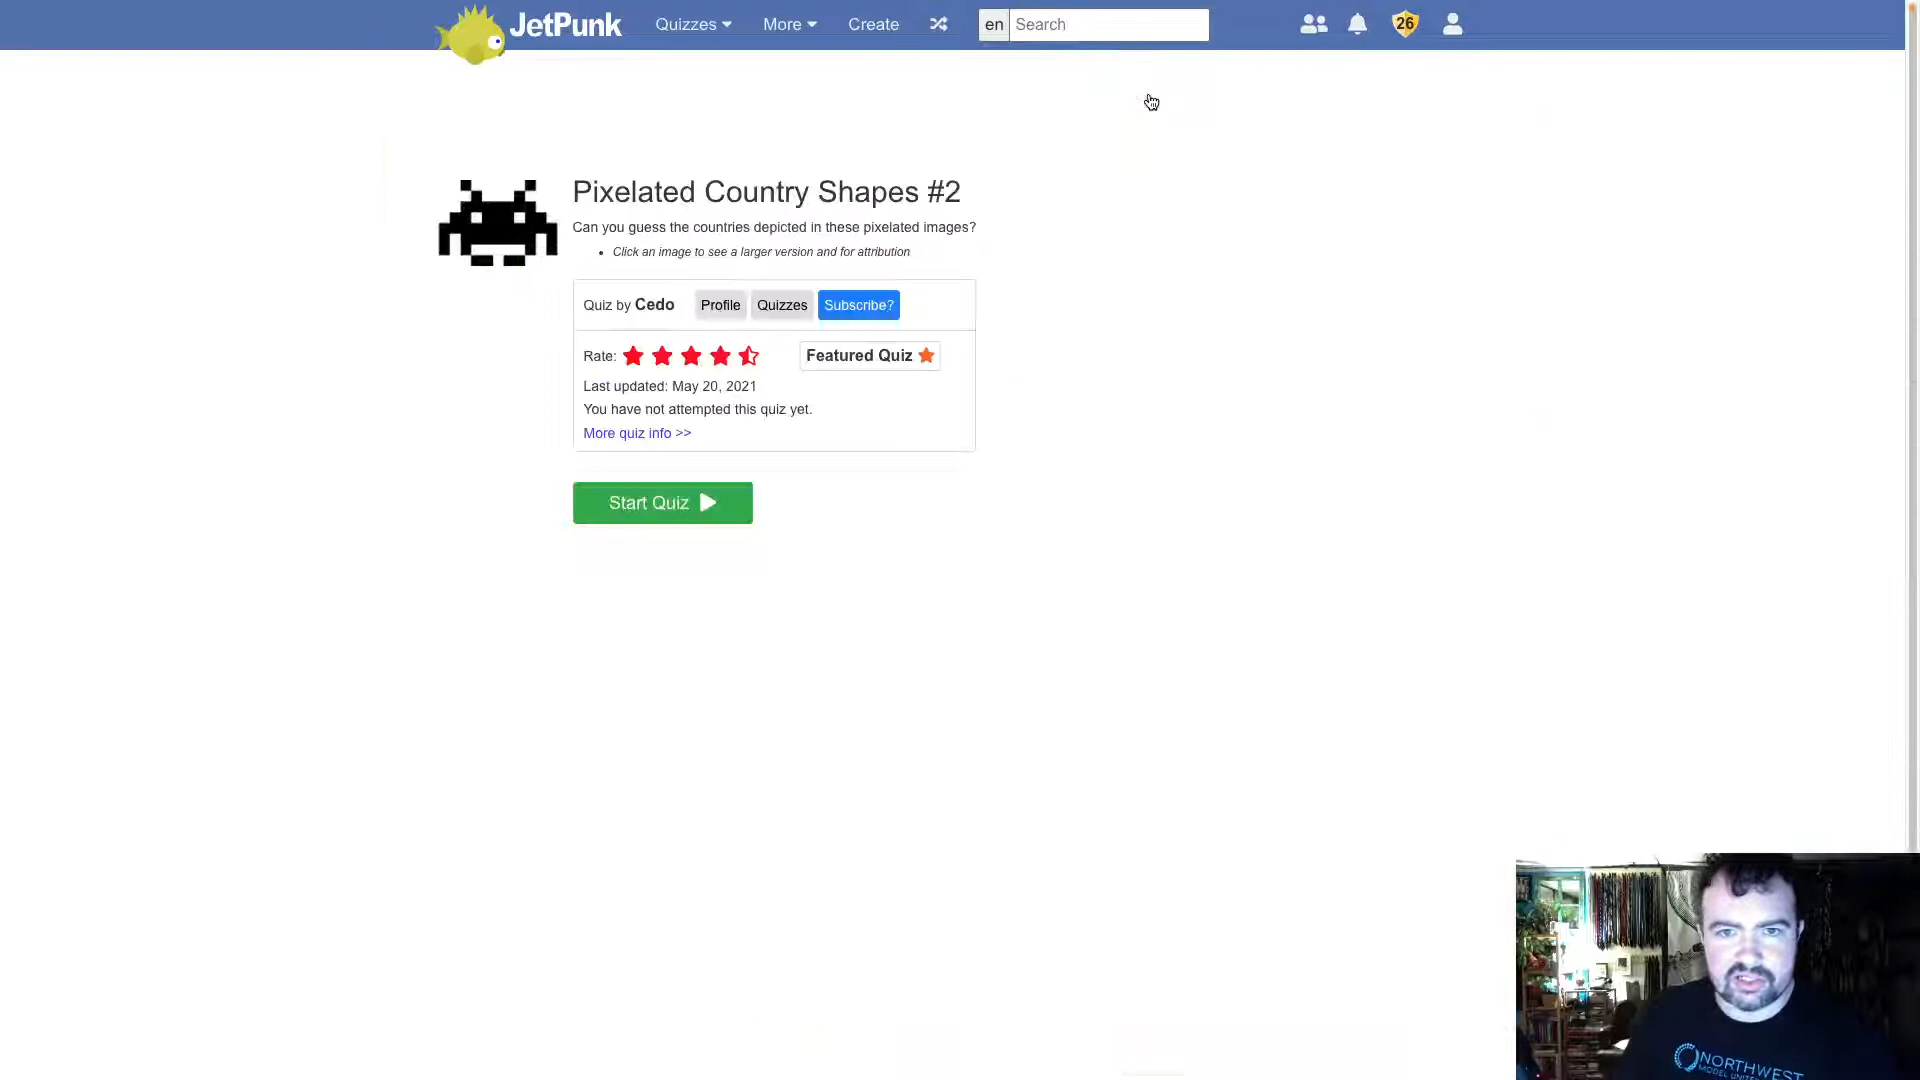 JetPunk
Quizzes
More
Create
en
Search
26
Pixelated Country Shapes #2
Can you guess the countries depicted in these pixelated images?
• Click an image to see a larger version and for attribution
Quiz by Cedo
Profile
Quizzes
Subscribe?
Rate:
Featured Quiz
Last updated: May 20, 2021
You have not attempted this quiz yet.
More quiz info >>
Start Quiz
NORTHWEST